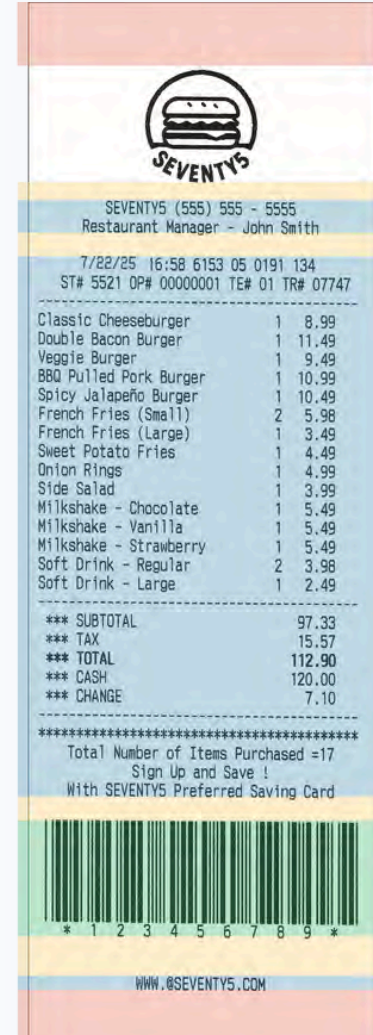 SEVENTY5
SEVENTY5 (555) 555 - 5555
Restaurant Manager - John Smith
7/22/25 16:58 6153 05 0191 134
ST# 5521 OP# 00000001 TE# 01 TR# 07747
----------------------------------------
Classic Cheeseburger 1 8.99
Double Bacon Burger 1 11.49
Veggie Burger 1 9.49
BBQ Pulled Pork Burger 1 10.99
Spicy Jalapeño Burger 1 10.49
French Fries (Small) 2 5.98
French Fries (Large) 1 3.49
Sweet Potato Fries 1 4.49
Onion Rings 1 4.99
Side Salad 1 3.99
Milkshake - Chocolate 1 5.49
Milkshake - Vanilla 1 5.49
Milkshake - Strawberry 1 5.49
Soft Drink - Regular 2 3.98
Soft Drink - Large 1 2.49
----------------------------------------
*** SUBTOTAL 97.33
*** TAX 15.57
*** TOTAL 112.90
*** CASH 120.00
*** CHANGE 7.10
----------------------------------------
****************************************
Total Number of Items Purchased =17
Sign Up and Save !
With SEVENTY5 Preferred Saving Card
* 1 2 3 4 5 6 7 8 9 *
WWW.@SEVENTY5.COM